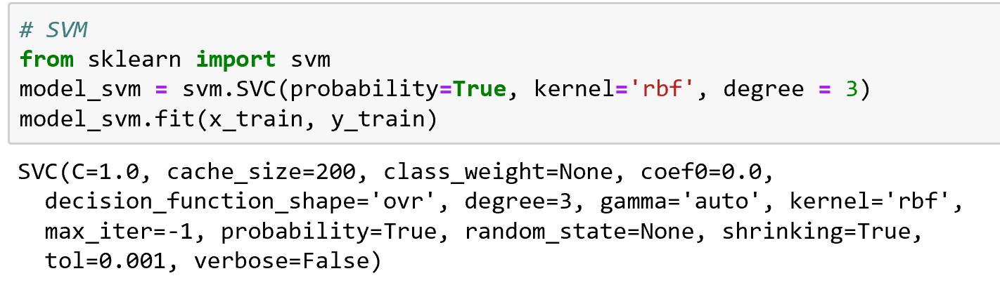 # SVM
from sklearn import svm
model_svm = svm.SVC(probability=True, kernel='rbf', degree = 3)
model_svm.fit(x_train, y_train)
SVC(C=1.0, cache_size=200, class_weight=None, coef0=0.0,
decision_function_shape='ovr', degree=3, gamma='auto', kernel='rbf',
max_iter=-1, probability=True, random_state=None, shrinking=True,
tol=0.001, verbose=False)